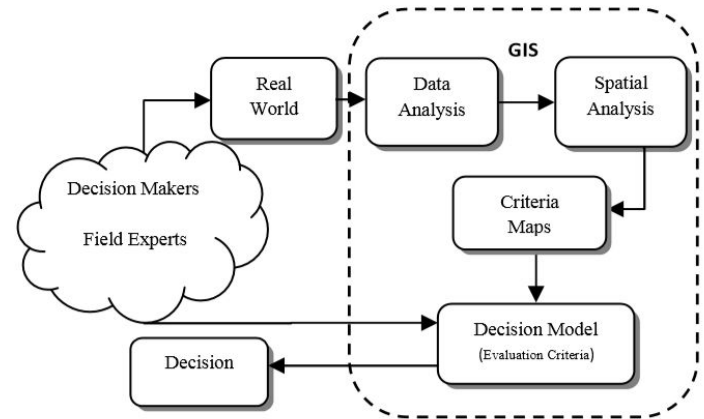 GIS
Real
World
Data
Analysis
Spatial
Analysis
Decision Makers
Field Experts
Criteria
Maps
Decision Model
(Evaluation Criteria)
Decision